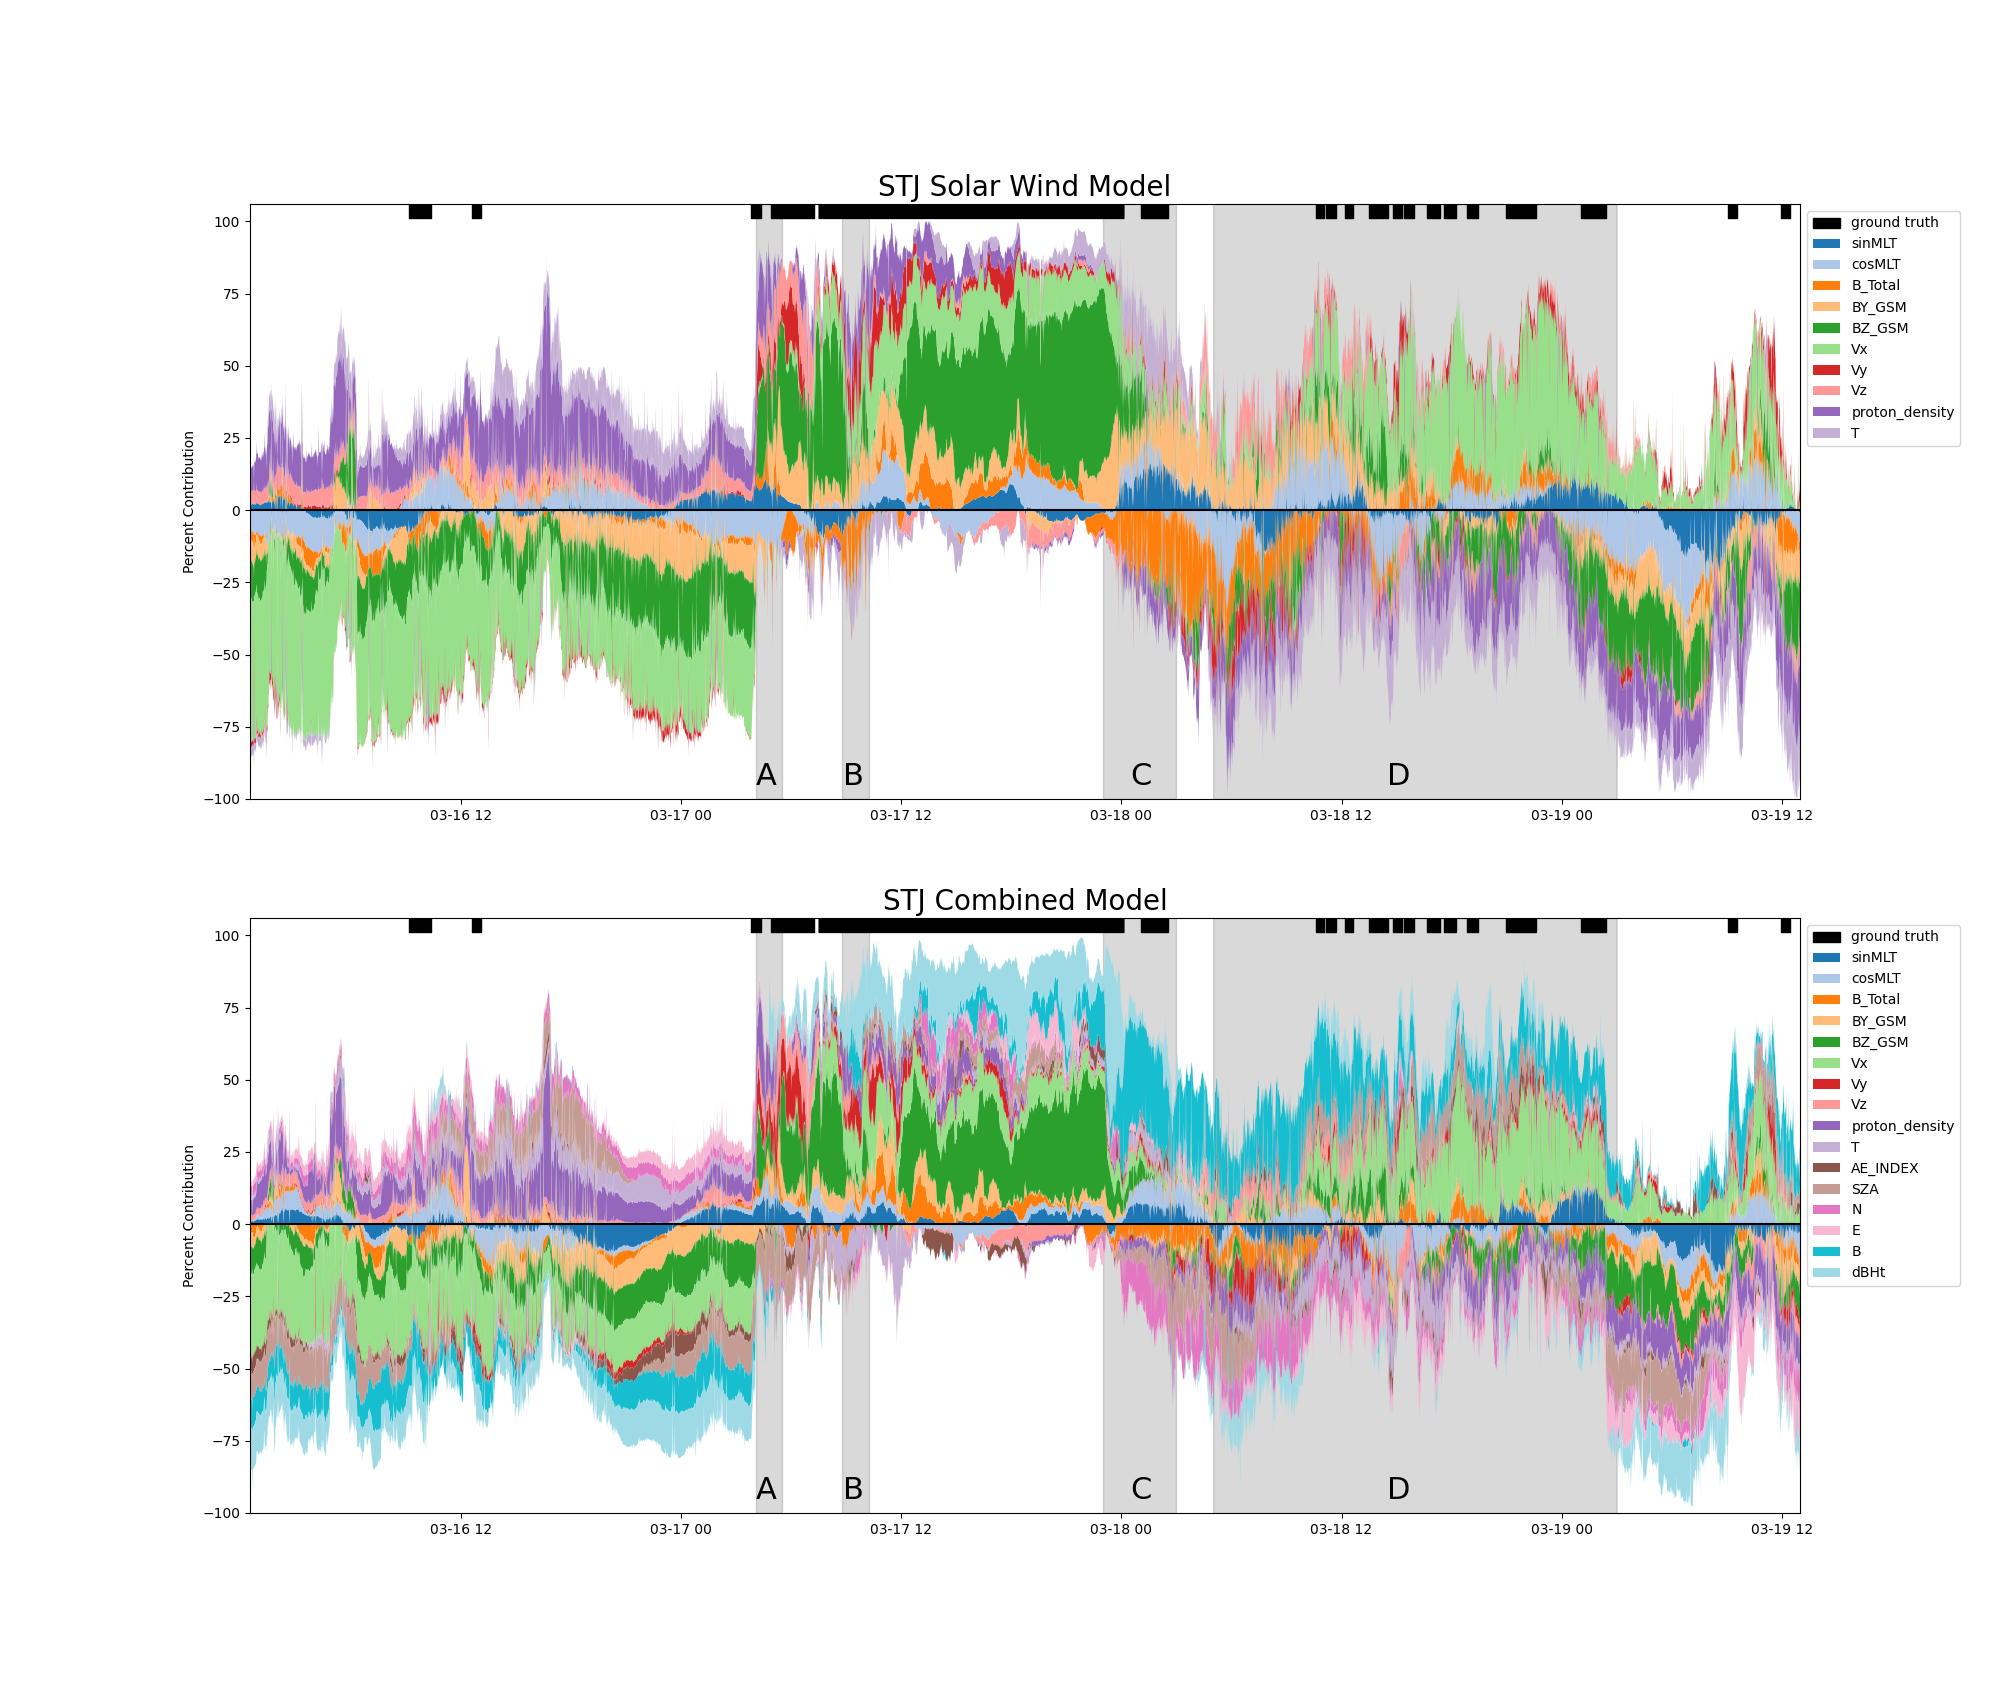 STJ Solar Wind Model
Percent Contribution
100
75
50
25
0
−25
−50
−75
−100
A
B
C
D
03-16 12
03-17 00
03-17 12
03-18 00
03-18 12
03-19 00
03-19 12
ground truth
sinMLT
cosMLT
B_Total
BY_GSM
BZ_GSM
Vx
Vy
Vz
proton_density
T
STJ Combined Model
Percent Contribution
100
75
50
25
0
−25
−50
−75
−100
A
B
C
D
03-16 12
03-17 00
03-17 12
03-18 00
03-18 12
03-19 00
03-19 12
ground truth
sinMLT
cosMLT
B_Total
BY_GSM
BZ_GSM
Vx
Vy
Vz
proton_density
T
AE_INDEX
SZA
N
E
B
dBHt